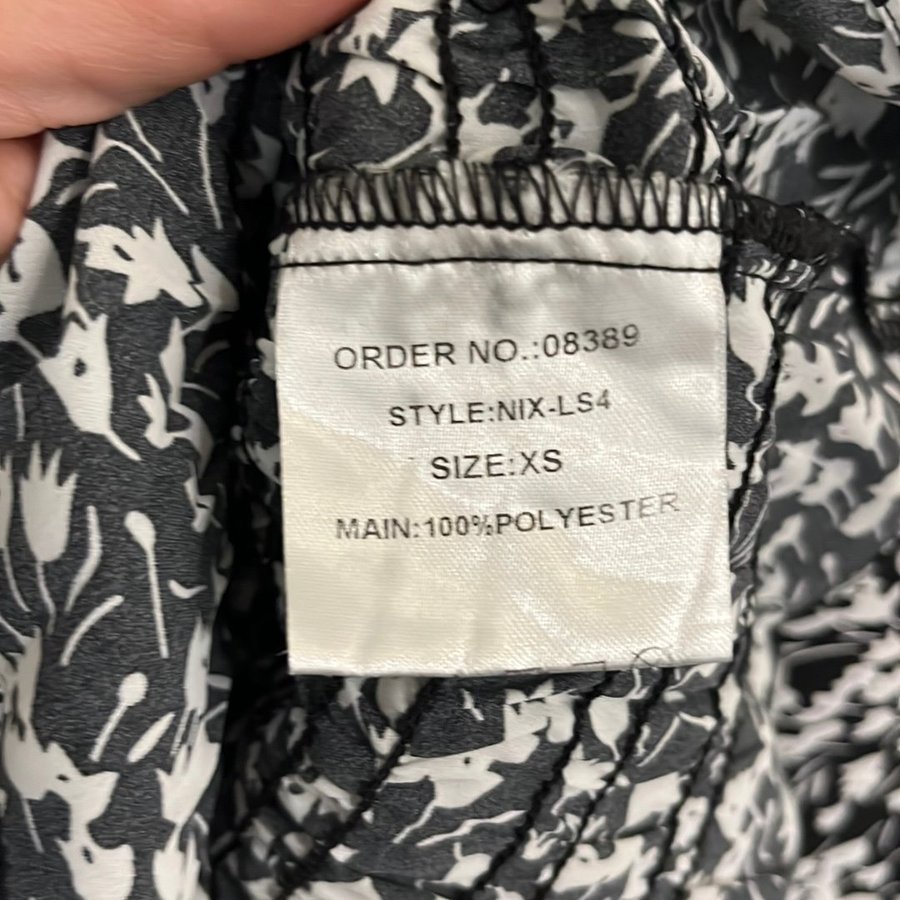 ORDER NO.:08389
STYLE:NIX-LS4
SIZE:XS
MAIN:100%POLYESTER